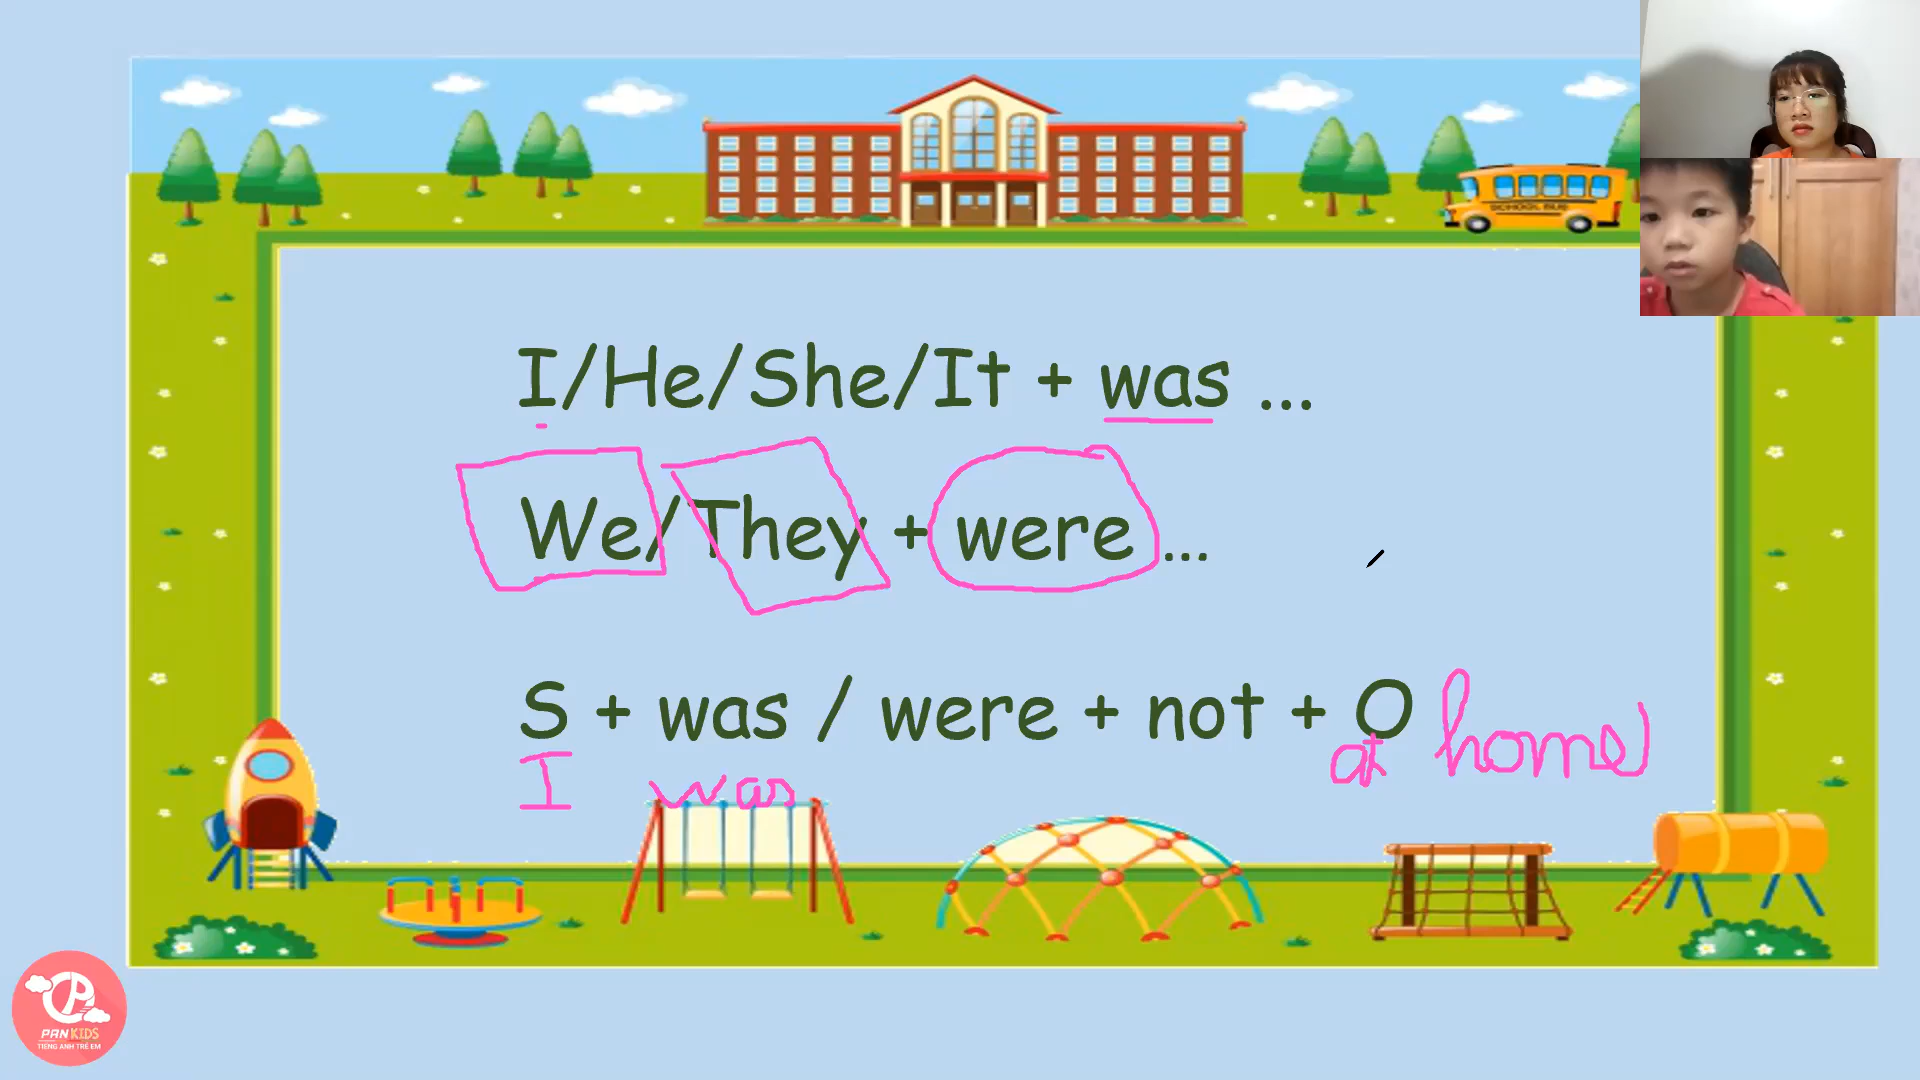 SCHOOL BUS
I/He/She/It + was ...
We/They + were ...
S + was / were + not + O
I was at home
PAN KIDS
TIẾNG ANH TRẺ EM